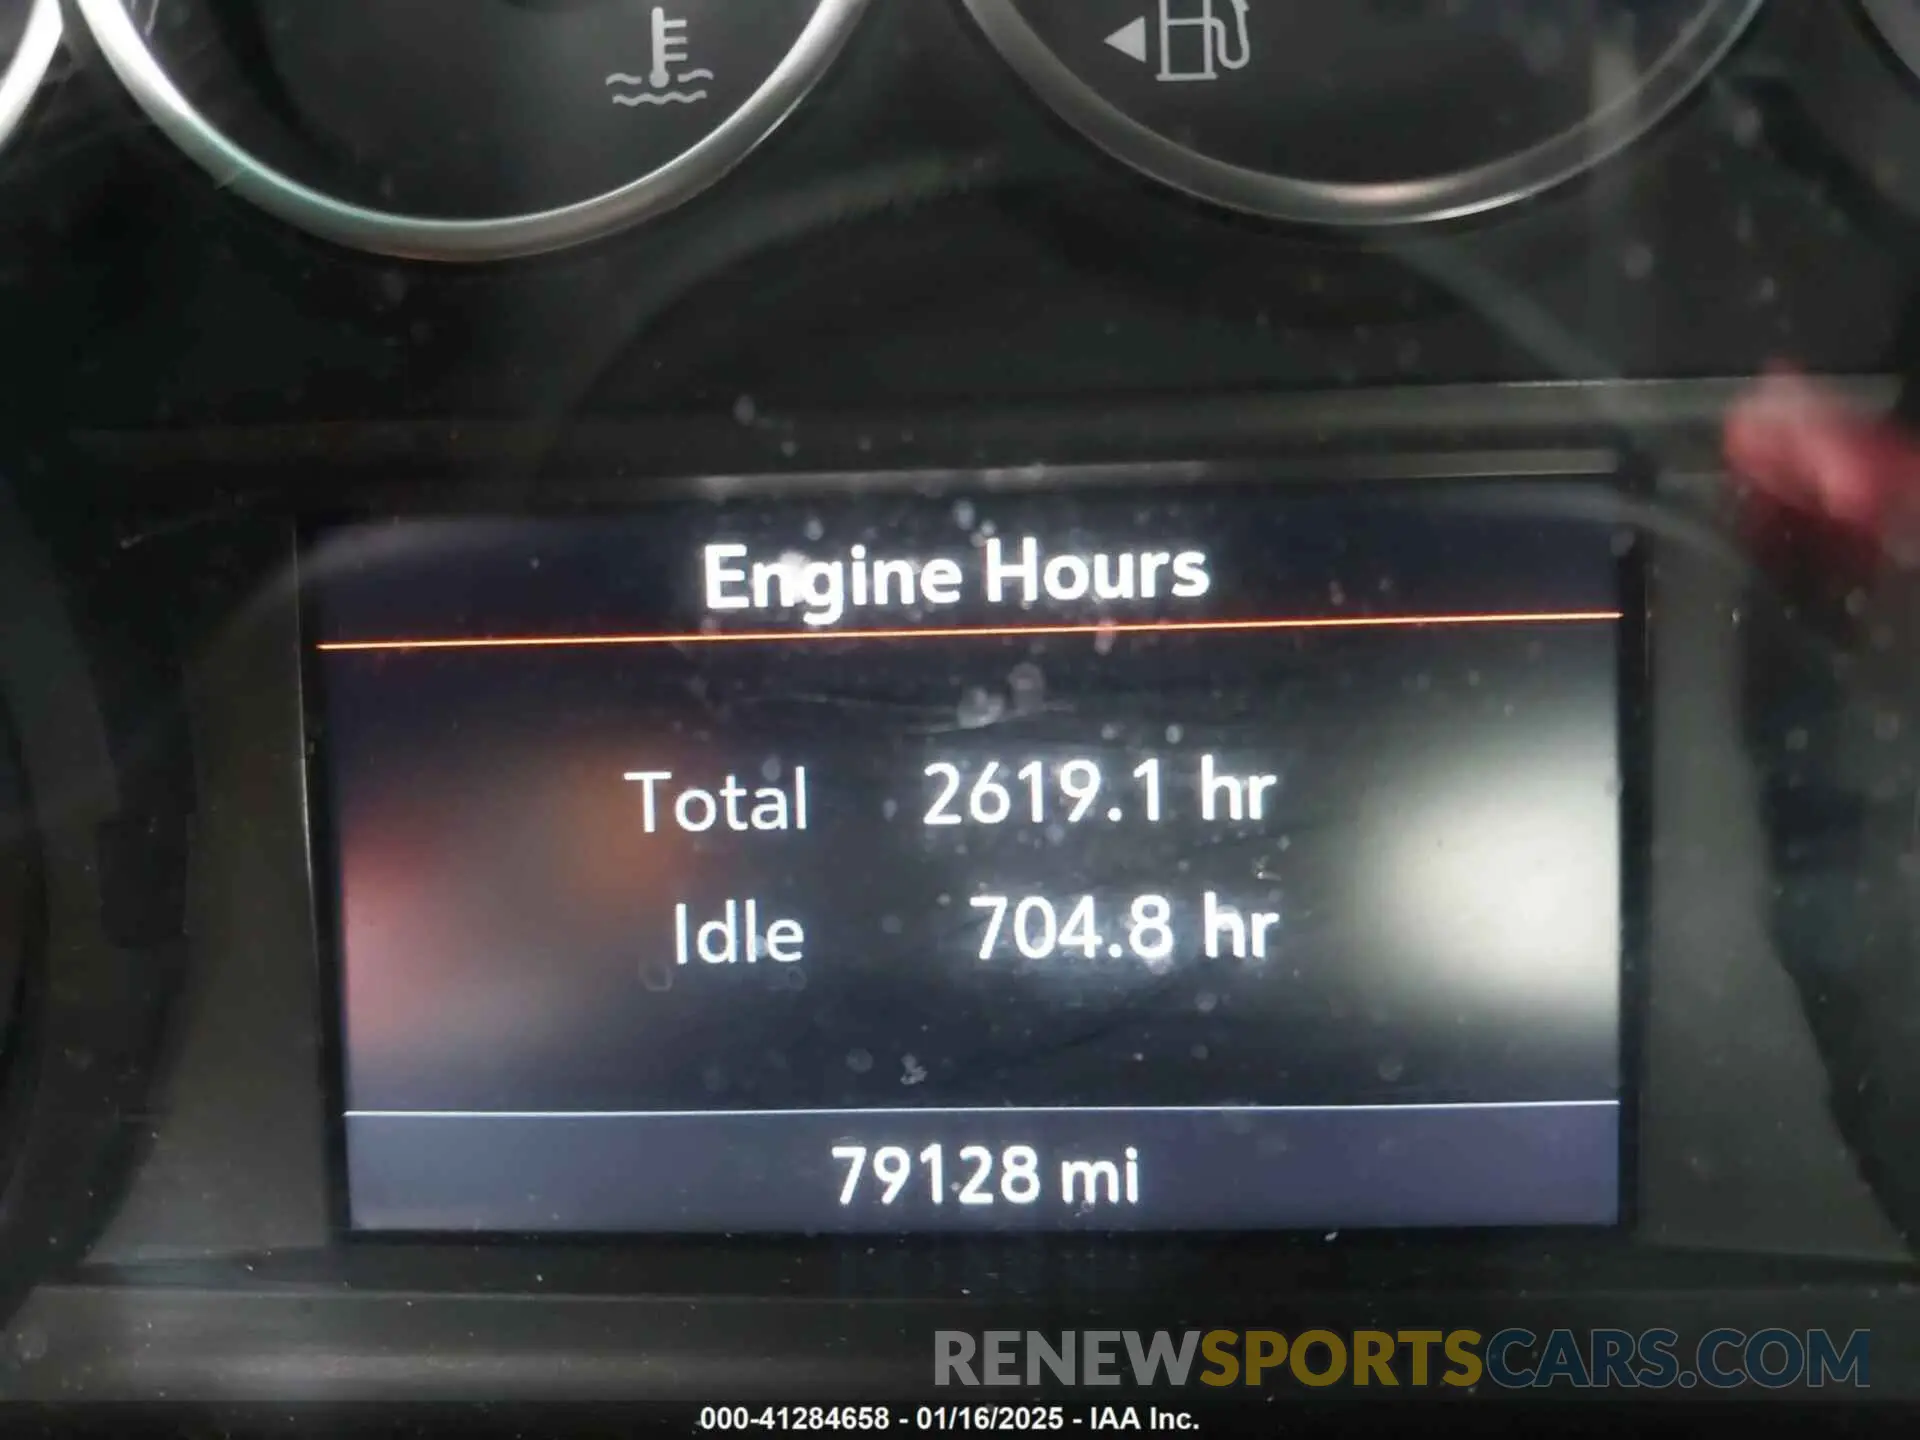 Engine Hours
Total 2619.1 hr
Idle 704.8 hr
79128 mi
RENEWSPORTSCARS.COM
000-41284658 - 01/16/2025 - IAA Inc.